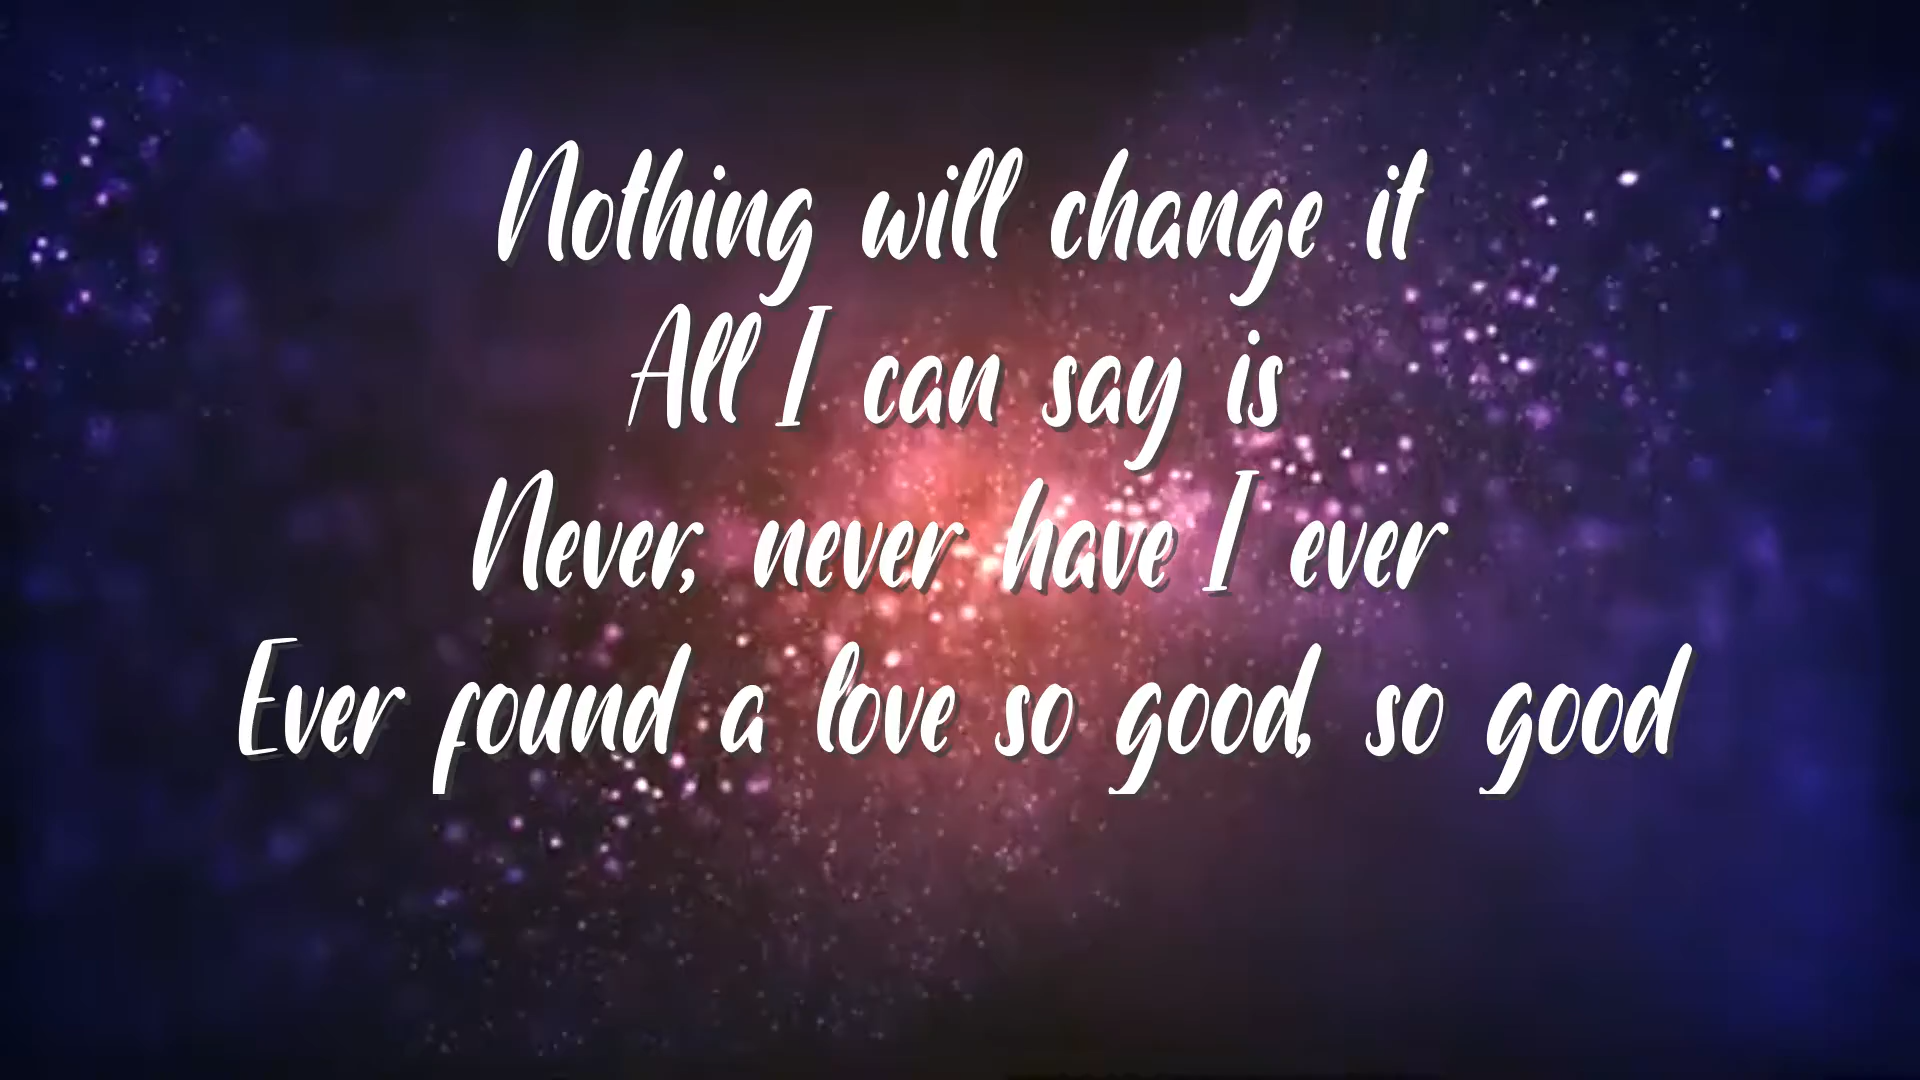 Nothing will change it
All I can say is
Never, never have I ever
Ever found a love so good, so good